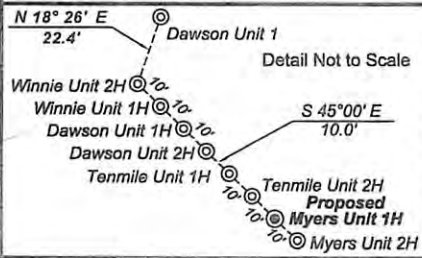 N 18° 26' E
22.4'
Dawson Unit 1
Detail Not to Scale
Winnie Unit 2H
10'
Winnie Unit 1H
10'
S 45°00' E
10.0'
Dawson Unit 1H
10'
Dawson Unit 2H
Tenmile Unit 1H
10'
Tenmile Unit 2H
10'
Proposed
Myers Unit 1H
10'
Myers Unit 2H